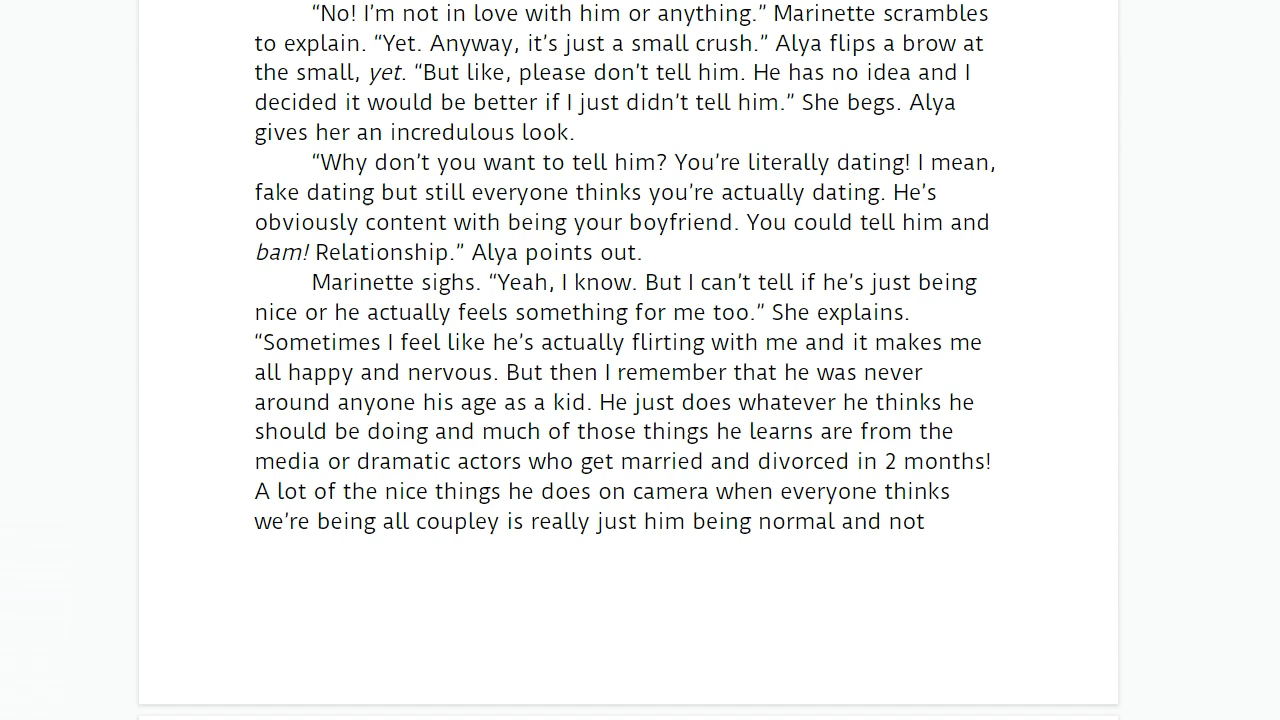 “No! I’m not in love with him or anything.” Marinette scrambles
to explain. “Yet. Anyway, it’s just a small crush.” Alya flips a brow at
the small, yet. “But like, please don’t tell him. He has no idea and I
decided it would be better if I just didn’t tell him.” She begs. Alya
gives her an incredulous look.
“Why don’t you want to tell him? You’re literally dating! I mean,
fake dating but still everyone thinks you’re actually dating. He’s
obviously content with being your boyfriend. You could tell him and
bam! Relationship.” Alya points out.
Marinette sighs. “Yeah, I know. But I can’t tell if he’s just being
nice or he actually feels something for me too.” She explains.
“Sometimes I feel like he’s actually flirting with me and it makes me
all happy and nervous. But then I remember that he was never
around anyone his age as a kid. He just does whatever he thinks he
should be doing and much of those things he learns are from the
media or dramatic actors who get married and divorced in 2 months!
A lot of the nice things he does on camera when everyone thinks
we’re being all coupley is really just him being normal and not